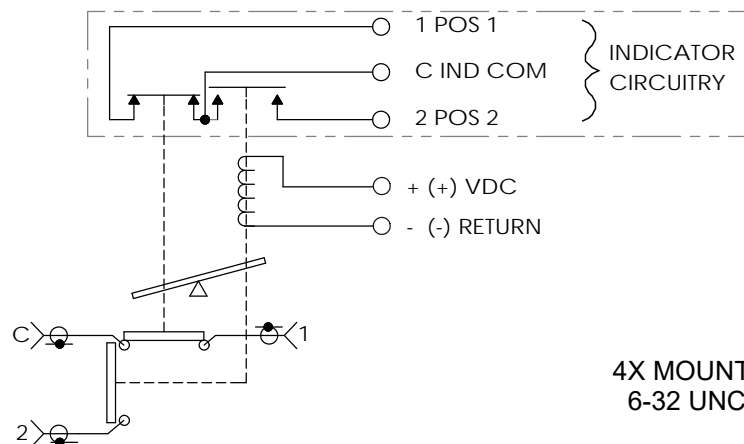 1 POS 1
C IND COM
2 POS 2
INDICATOR
CIRCUITRY
+ (+) VDC
- (-) RETURN
C
1
2
4X MOUNT
6-32 UNC